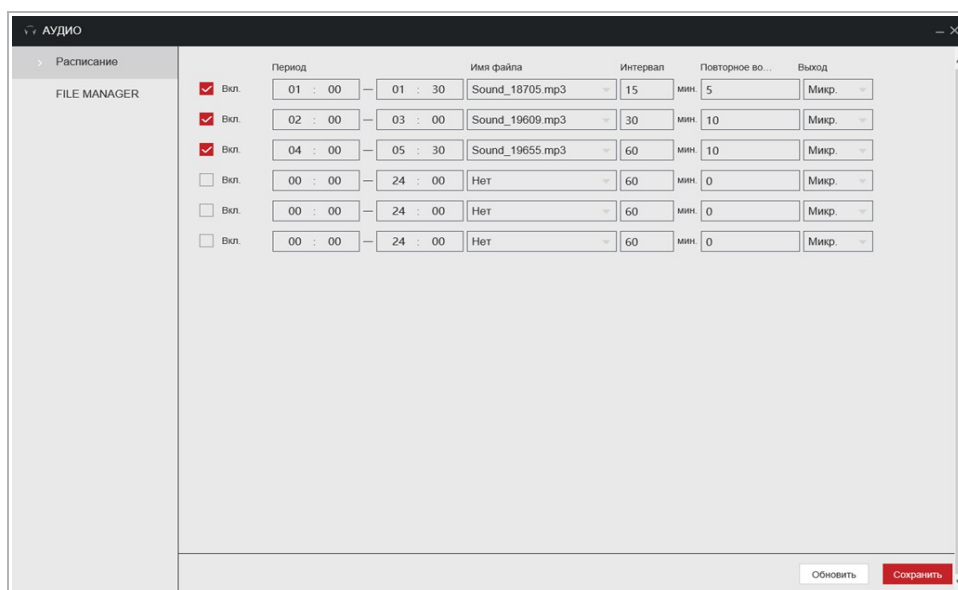 АУДИО
Расписание
FILE MANAGER
Период Имя файла Интервал Повторное во... Выход
Вкл. 01 : 00 — 01 : 30 Sound_18705.mp3 15 мин. 5 Микр.
Вкл. 02 : 00 — 03 : 00 Sound_19609.mp3 30 мин. 10 Микр.
Вкл. 04 : 00 — 05 : 30 Sound_19655.mp3 60 мин. 10 Микр.
Вкл. 00 : 00 — 24 : 00 Нет 60 мин. 0 Микр.
Вкл. 00 : 00 — 24 : 00 Нет 60 мин. 0 Микр.
Вкл. 00 : 00 — 24 : 00 Нет 60 мин. 0 Микр.
Обновить Сохранить